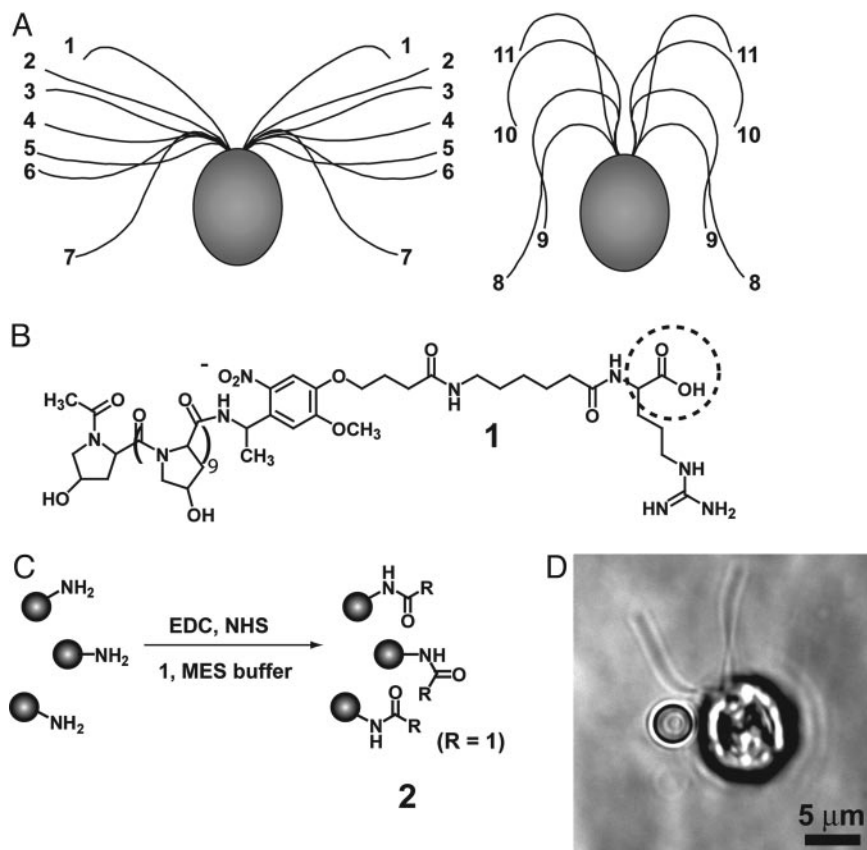 A
1 1
2 2
3 3
4 4
5 5
6 6
7 7
11 11
10 10
9 9
8 8
B
-
O
H₃C
O
O
N
HO
N
9
OH
H
N
CH₃
O₂N
O
OCH₃
O
N
H
O
H
N
O
OH
1
NH
HN
NH₂
C
NH₂
NH₂
NH₂
EDC, NHS
1, MES buffer
H
N
R
O
NH
O
R
O
N
H
R
(R = 1)
2
D
5 μm